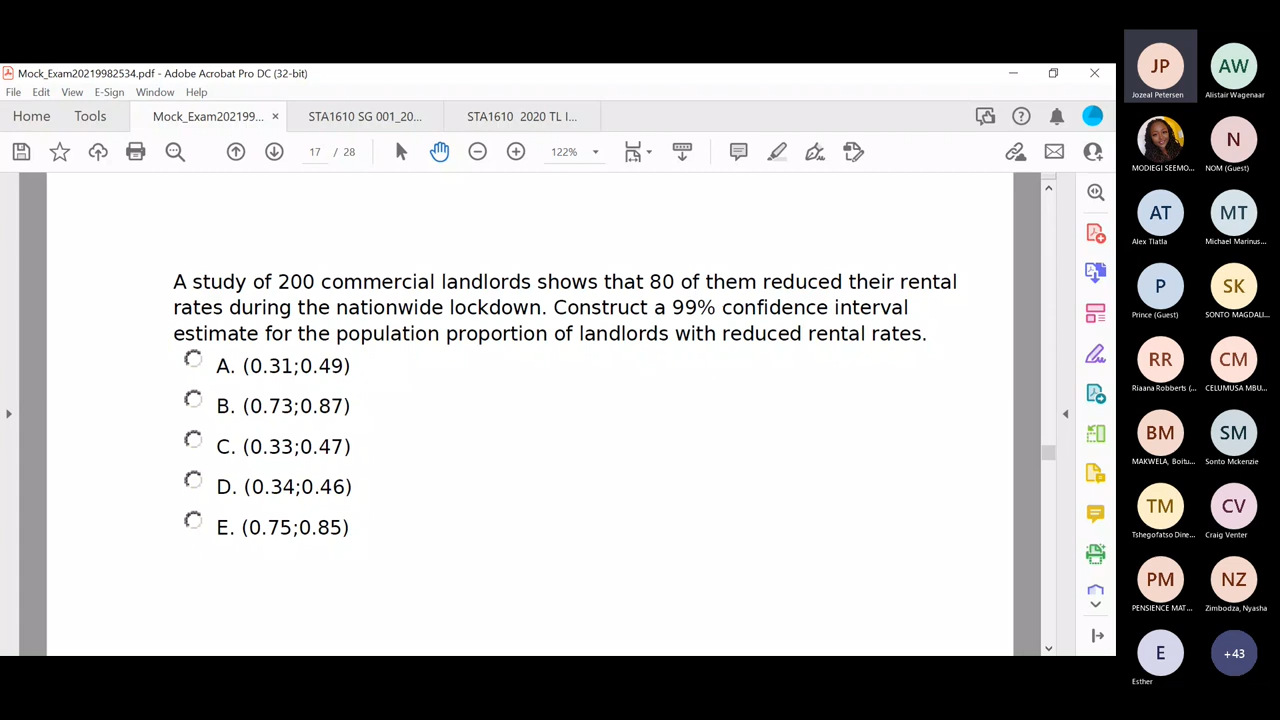 Mock_Exam20219982534.pdf - Adobe Acrobat Pro DC (32-bit)
File Edit View E-Sign Window Help
Home Tools Mock_Exam202199... × STA1610 SG 001_20... STA1610 2020 TL I...
17 / 28 122%
A study of 200 commercial landlords shows that 80 of them reduced their rental
rates during the nationwide lockdown. Construct a 99% confidence interval
estimate for the population proportion of landlords with reduced rental rates.
A. (0.31;0.49)
B. (0.73;0.87)
C. (0.33;0.47)
D. (0.34;0.46)
E. (0.75;0.85)
JP AW
Jozeal Petersen Alistair Wagenaar
N
MODIEGI SEEMO... NOM (Guest)
AT MT
Alex Tlatla Michael Marinus...
P SK
Prince (Guest) SONTO MAGDALI...
RR CM
Riaana Robberts (... CELUMUSA MBU...
BM SM
MAKWELA, Boitu... Sonto Mckenzie
TM CV
Tshegofatso Dine... Craig Venter
PM NZ
PENSIENCE MAT... Zimbodza, Nyasha
E +43
Esther